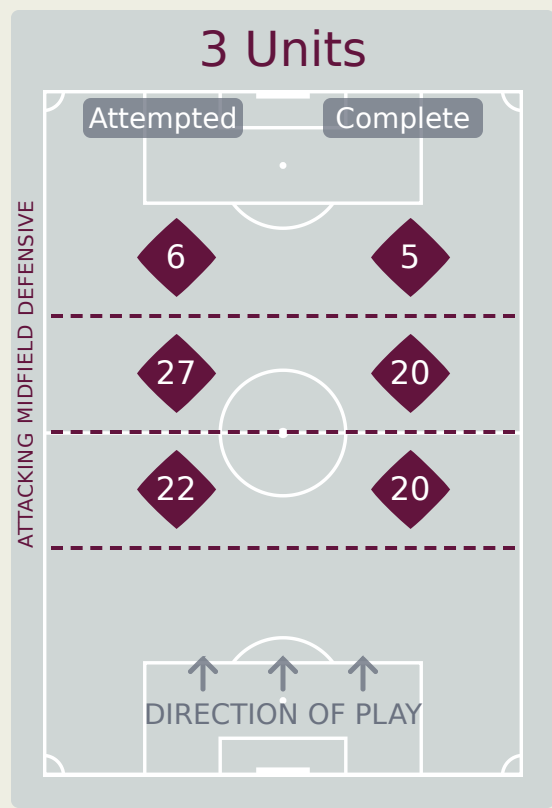 3 Units
Attempted Complete
ATTACKING MIDFIELD DEFENSIVE
6 5
27 20
22 20
DIRECTION OF PLAY